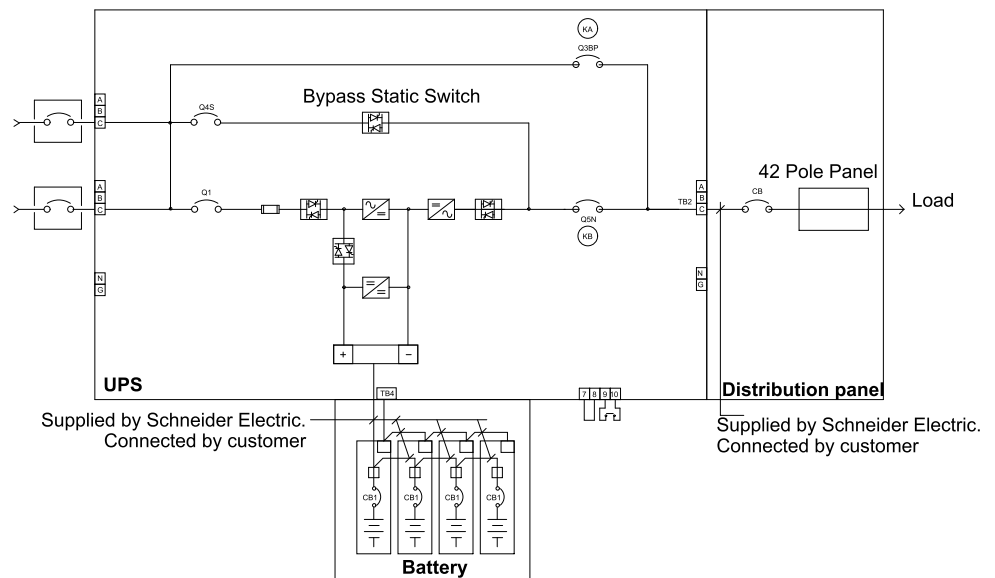 KA
Q3BP
Bypass Static Switch
A
B
C
Q4S
A
B
C
Q1
Q5N
KB
TB2
A
B
C
CB
42 Pole Panel
Load
N
G
N
G
+ −
UPS
TB4
7 8 9 10
Distribution panel
Supplied by Schneider Electric.
Connected by customer
Supplied by Schneider Electric.
Connected by customer
CB1 CB1 CB1 CB1
Battery